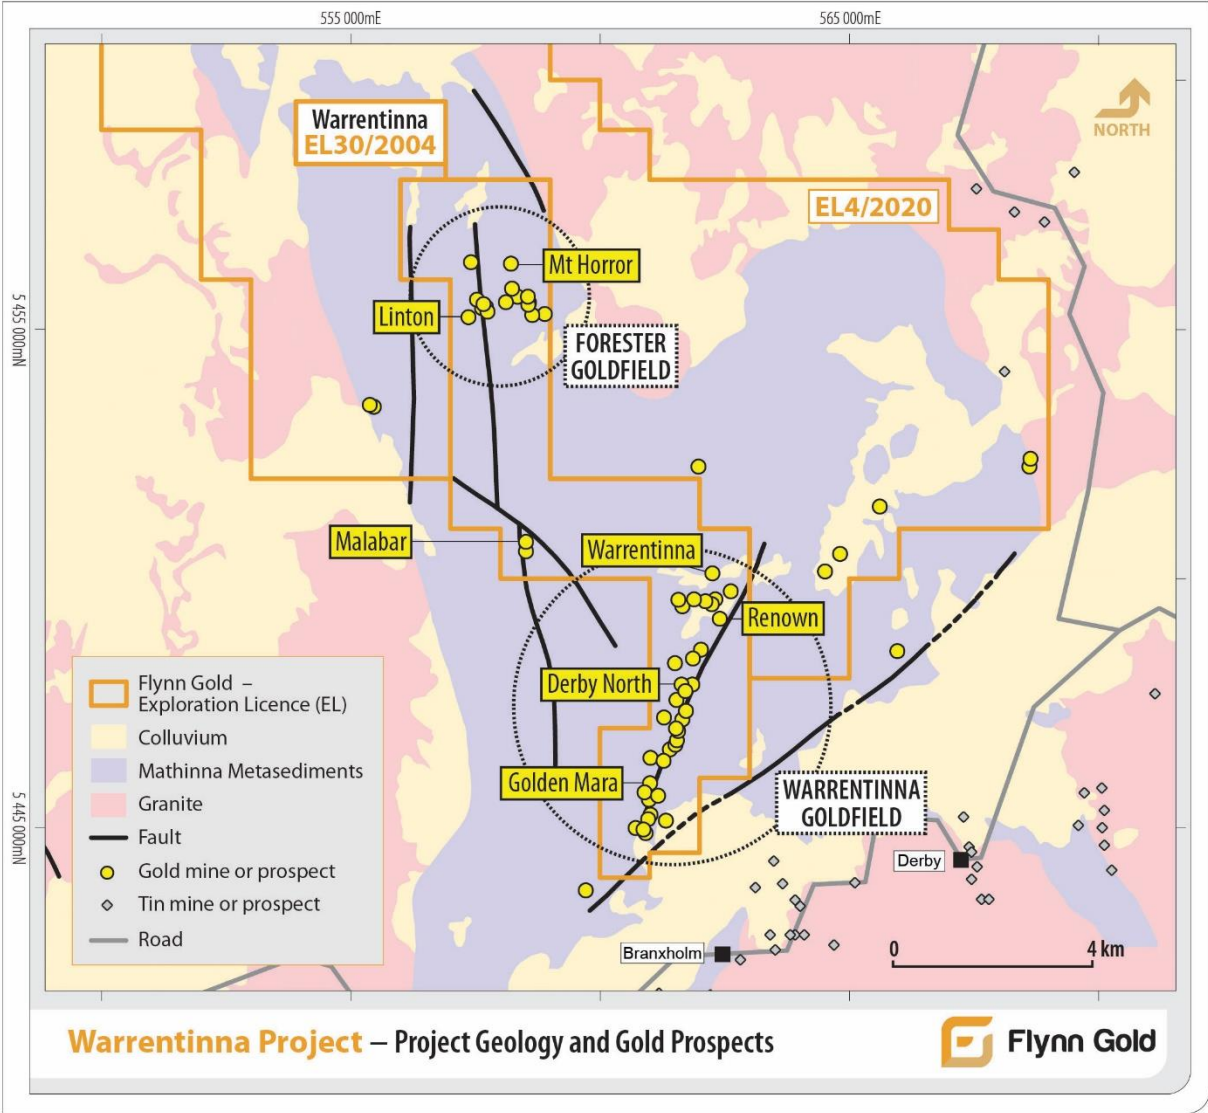 555 000mE
565 000mE
Warrentinna
EL30/2004
NORTH
EL4/2020
Mt Horror
Linton
5 455 000mN
FORESTER
GOLDFIELD
Malabar
Warrentinna
Renown
Derby North
Golden Mara
WARRENTINNA
GOLDFIELD
5 445 000mN
Flynn Gold –
Exploration Licence (EL)
Colluvium
Mathinna Metasediments
Granite
Fault
Gold mine or prospect
Tin mine or prospect
Road
Derby
Branxholm
0
4 km
Warrentinna Project – Project Geology and Gold Prospects
Flynn Gold